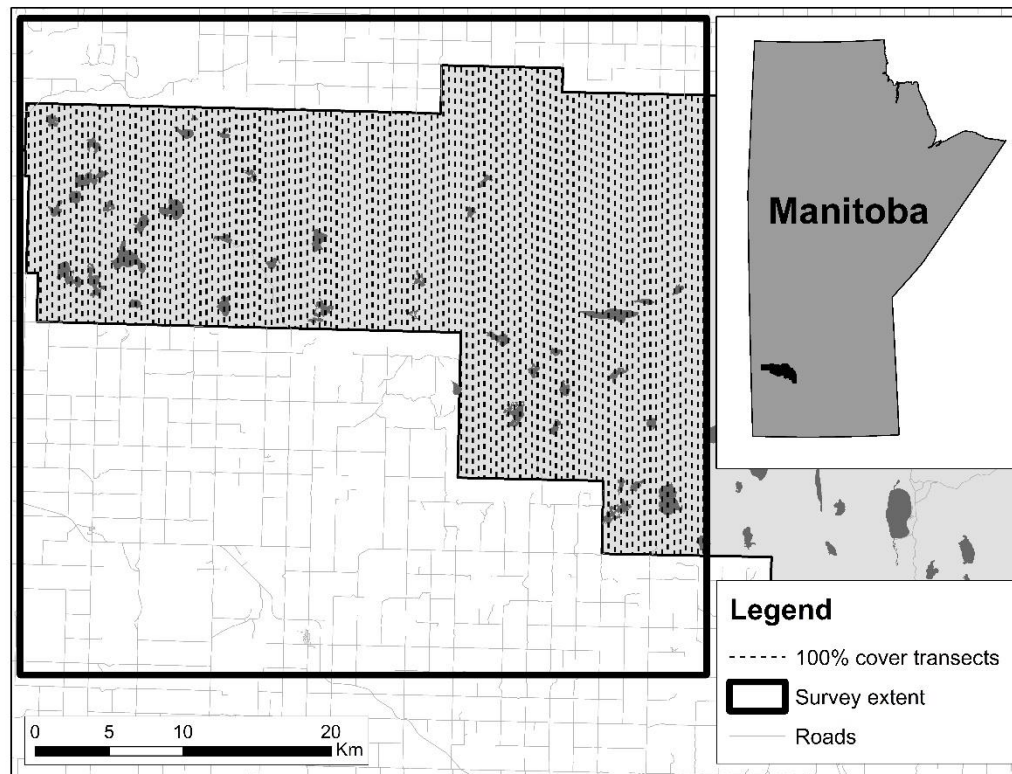 Manitoba
Legend
100% cover transects
Survey extent
Roads
0 5 10 20
Km